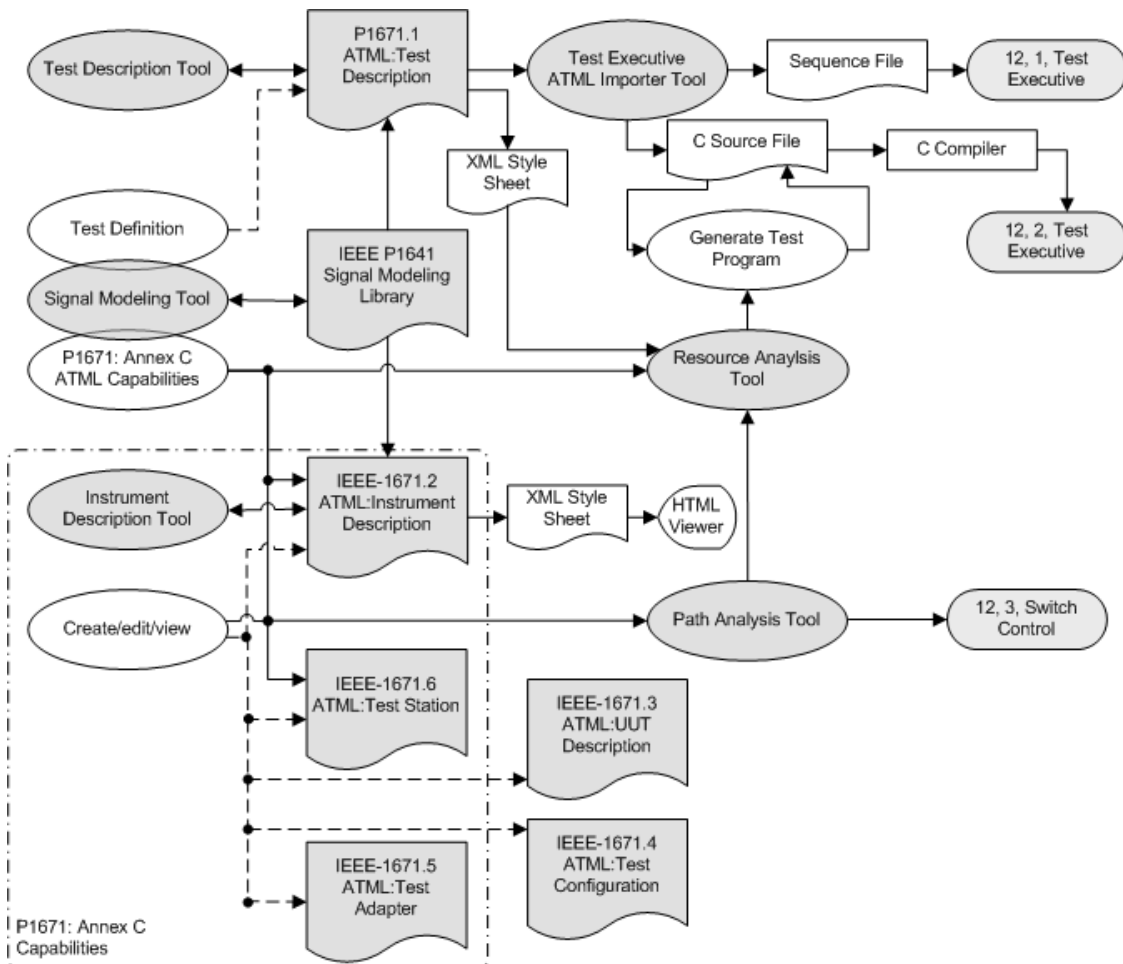 P1671.1
ATML:Test
Description
Test Description Tool
Test Executive
ATML Importer Tool
Sequence File
12, 1, Test
Executive
C Source File
C Compiler
XML Style
Sheet
Test Definition
IEEE P1641
Signal Modeling
Library
Generate Test
Program
12, 2, Test
Executive
Signal Modeling Tool
P1671: Annex C
ATML Capabilities
Resource Anaylsis
Tool
Instrument
Description Tool
IEEE-1671.2
ATML:Instrument
Description
XML Style
Sheet
HTML
Viewer
Create/edit/view
Path Analysis Tool
12, 3, Switch
Control
IEEE-1671.6
ATML:Test Station
IEEE-1671.3
ATML:UUT
Description
IEEE-1671.4
ATML:Test
Configuration
IEEE-1671.5
ATML:Test
Adapter
P1671: Annex C
Capabilities